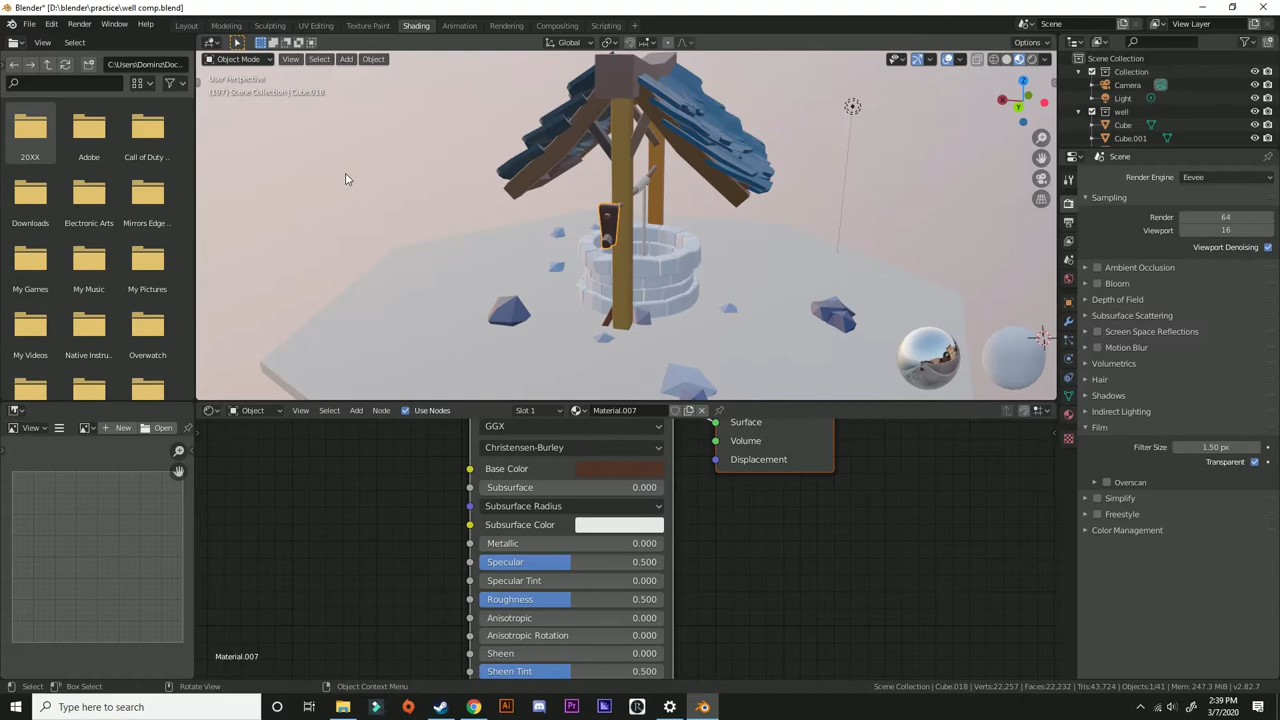 Blender* [D:\blender\practice\well comp.blend]
File Edit Render Window Help Layout Modeling Sculpting UV Editing Texture Paint Shading Animation Rendering Compositing Scripting + Scene View Layer
View Select Global Options
C:\Users\Dominz\Doc... Object Mode View Select Add Object
User Perspective
(197) Scene Collection | Cube.018
Scene Collection
Collection
Camera
Light
well
Cube
Cube.001
20XX Adobe Call of Duty ..
Downloads Electronic Arts Mirrors Edge ..
My Games My Music My Pictures
My Videos Native Instru... Overwatch
Z
X
Y
Scene
Render Engine Eevee
Sampling
Render 64
Viewport 16
Viewport Denoising
Ambient Occlusion
Bloom
Depth of Field
Subsurface Scattering
Screen Space Reflections
Motion Blur
Volumetrics
Hair
Shadows
Indirect Lighting
Film
Filter Size 1.50 px
Transparent
Overscan
Simplify
Freestyle
Color Management
View New Open
Object View Select Add Node Use Nodes Slot 1 Material.007
GGX
Christensen-Burley
Base Color
Subsurface 0.000
Subsurface Radius
Subsurface Color
Metallic 0.000
Specular 0.500
Specular Tint 0.000
Roughness 0.500
Anisotropic 0.000
Anisotropic Rotation 0.000
Sheen 0.000
Sheen Tint 0.500
Surface
Volume
Displacement
Material.007
Select Box Select Rotate View Object Context Menu Scene Collection | Cube.018 | Verts:22,257 | Faces:22,232 | Tris:43,724 | Objects:1/41 | Mem: 247.3 MiB | v2.82.7
Type here to search
Ai Pr
2:39 PM
3/7/2020